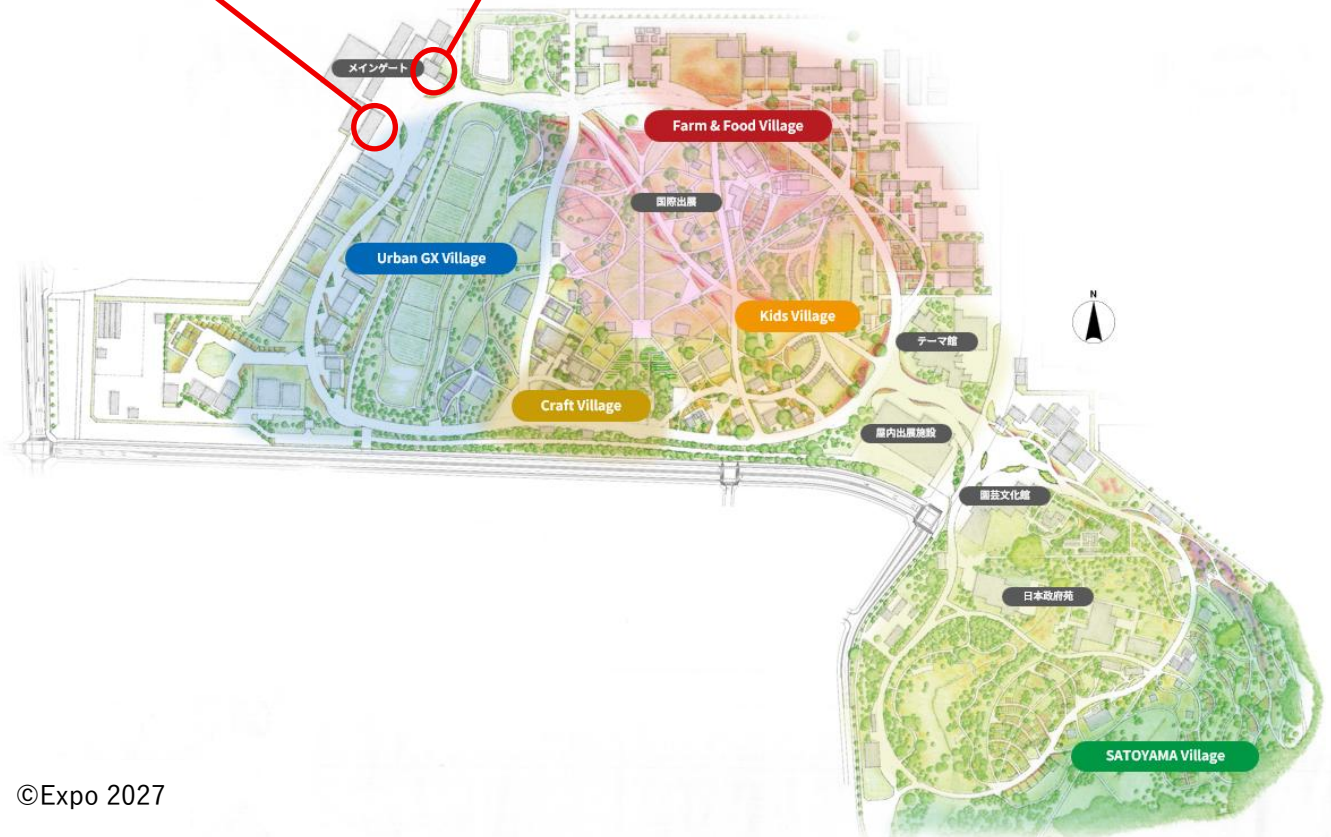 メインゲート
Farm & Food Village
国際出展
Urban GX Village
N
Kids Village
テーマ館
Craft Village
屋内出展施設
園芸文化館
日本政府苑
SATOYAMA Village
©Expo 2027